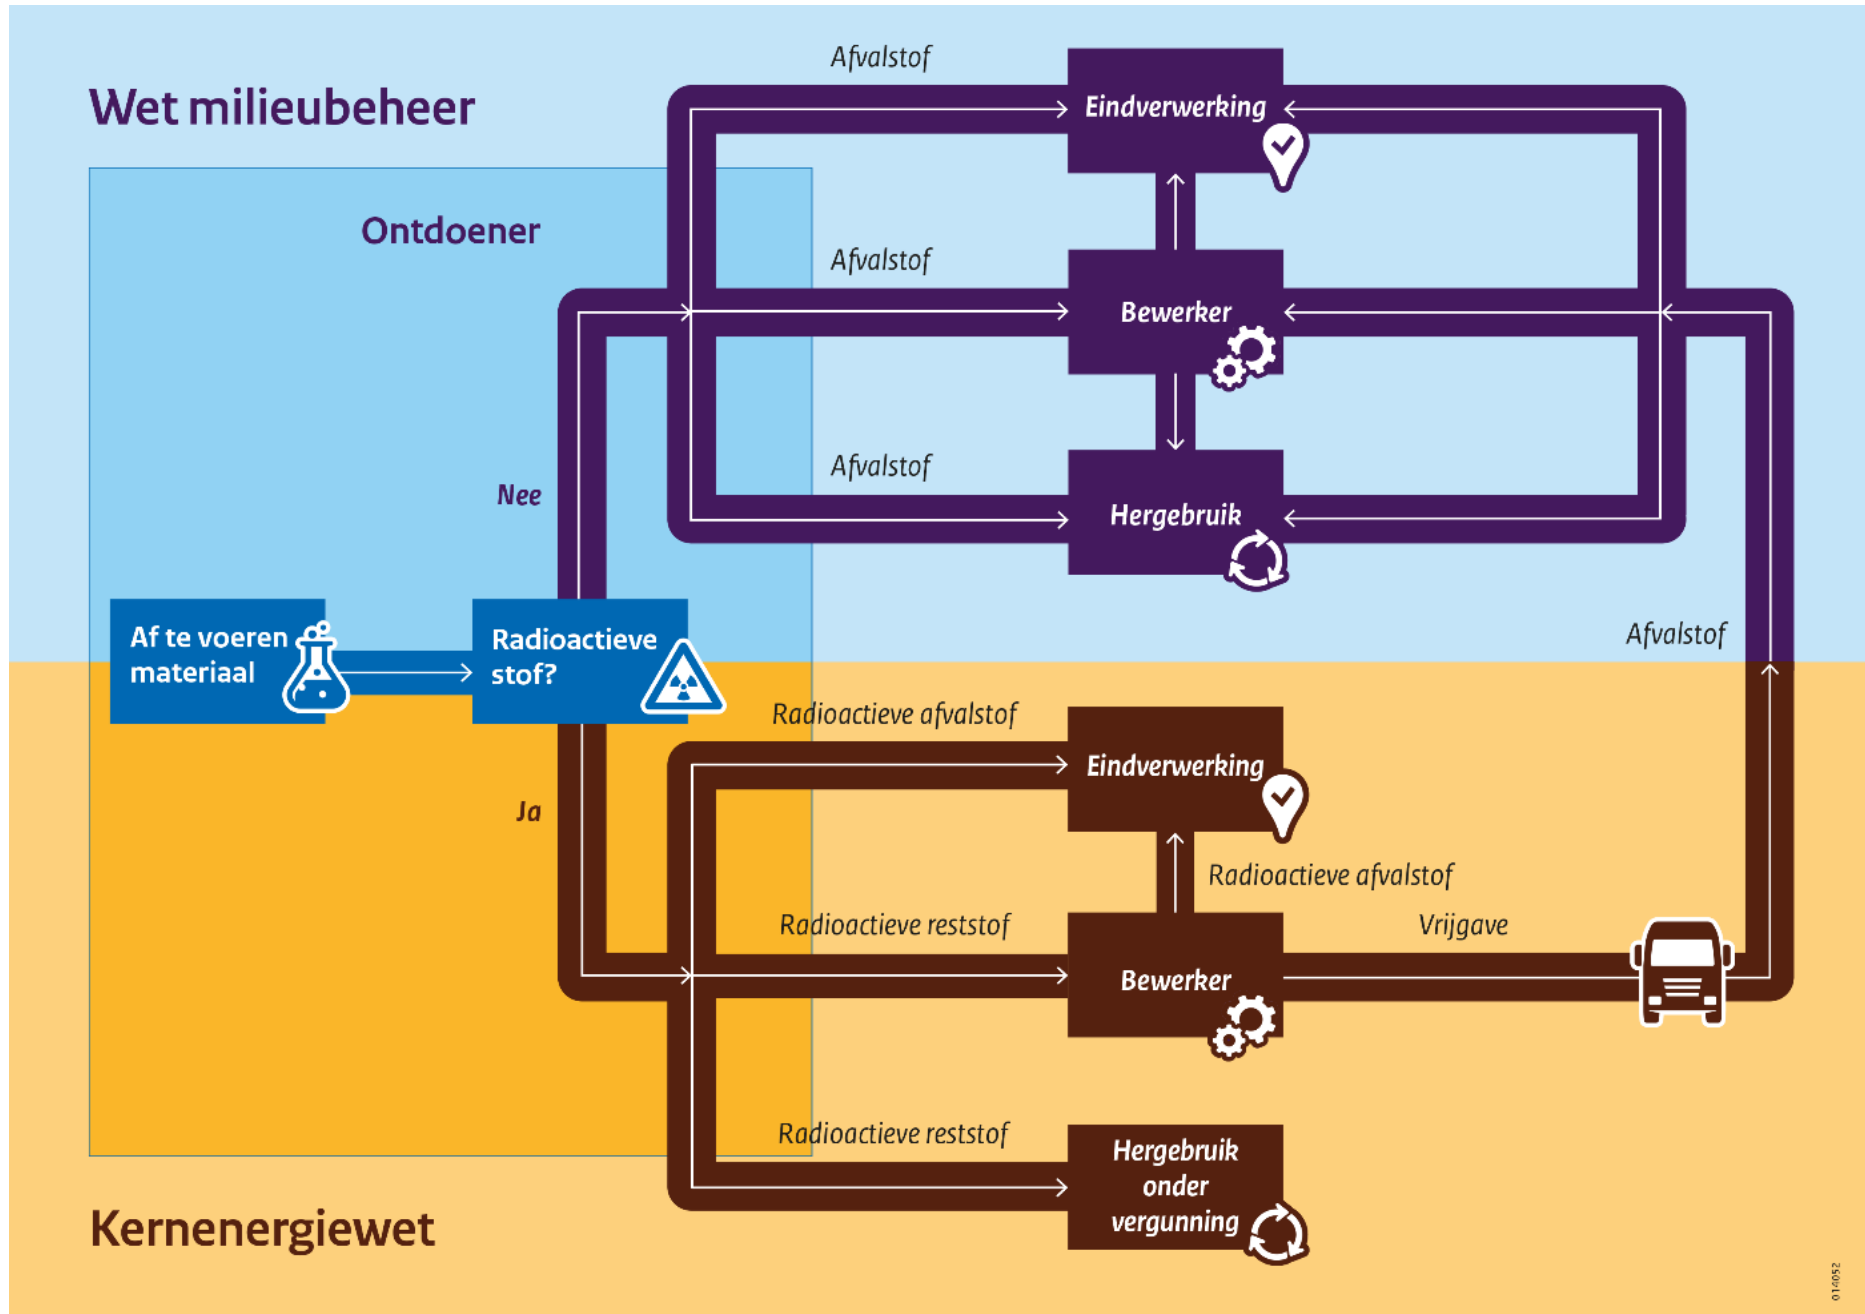 Wet milieubeheer
Ontdoener
Afvalstof
Eindverwerking
Afvalstof
Bewerker
Afvalstof
Hergebruik
Nee
Af te voeren
materiaal
Radioactieve
stof?
Afvalstof
Ja
Radioactieve afvalstof
Eindverwerking
Radioactieve afvalstof
Radioactieve reststof
Bewerker
Vrijgave
Radioactieve reststof
Hergebruik
onder
vergunning
Kernenergiewet
014052